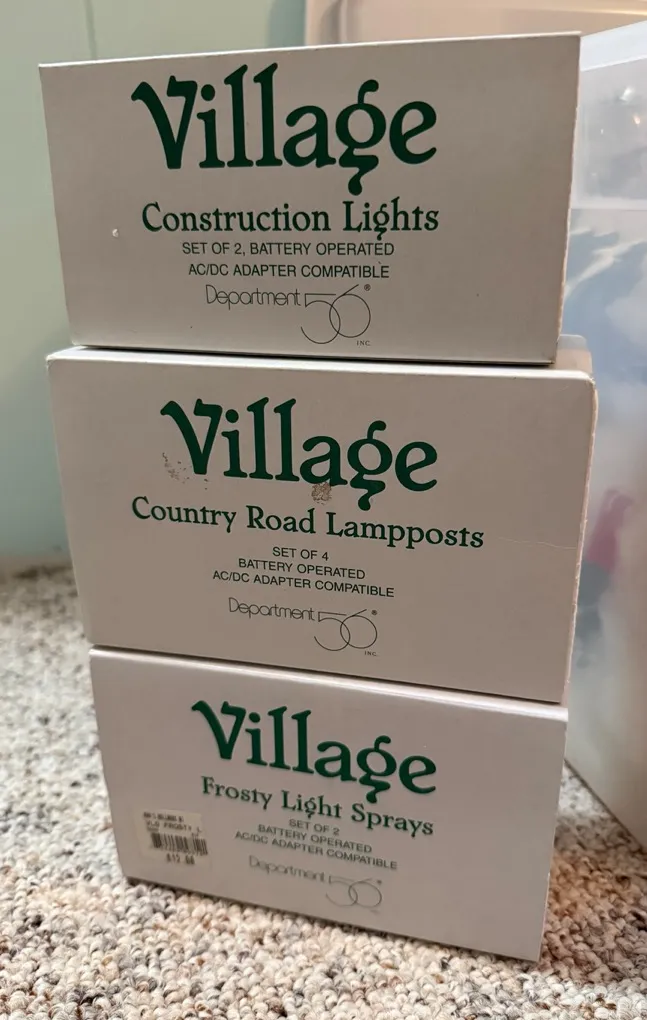 Village
Construction Lights
SET OF 2, BATTERY OPERATED
AC/DC ADAPTER COMPATIBLE
Department 56®
INC.
Village
Country Road Lampposts
SET OF 4
BATTERY OPERATED
AC/DC ADAPTER COMPATIBLE
Department 56®
INC.
Village
Frosty Light Sprays
SET OF 2
BATTERY OPERATED
AC/DC ADAPTER COMPATIBLE
Department 56®